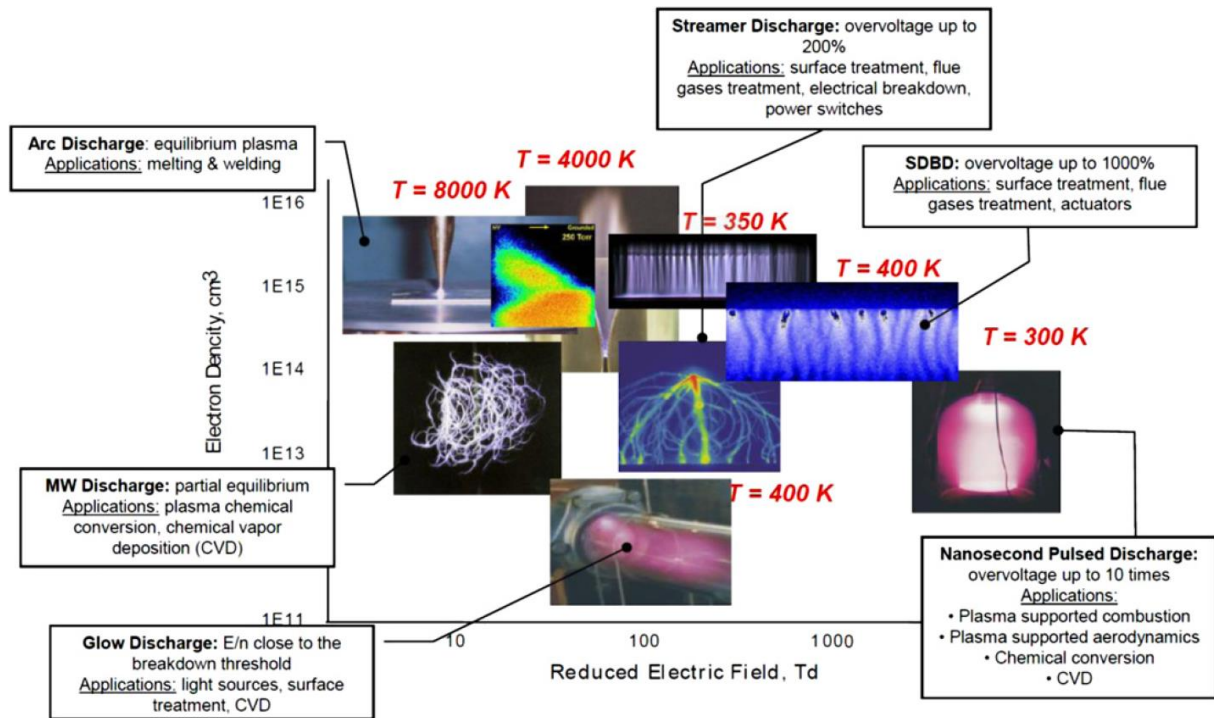 Streamer Discharge: overvoltage up to
200%
Applications: surface treatment, flue
gases treatment, electrical breakdown,
power switches
Arc Discharge: equilibrium plasma
Applications: melting & welding
SDBD: overvoltage up to 1000%
Applications: surface treatment, flue
gases treatment, actuators
T = 4000 K
T = 8000 K
T = 350 K
T = 400 K
T = 300 K
T = 400 K
HV
Grounded
250 Torr
Electron Dencity, cm3
1E16
1E15
1E14
1E13
1E11
MW Discharge: partial equilibrium
Applications: plasma chemical
conversion, chemical vapor
deposition (CVD)
Glow Discharge: E/n close to the
breakdown threshold
Applications: light sources, surface
treatment, CVD
10
100
1000
Reduced Electric Field, Td
Nanosecond Pulsed Discharge:
overvoltage up to 10 times
Applications:
• Plasma supported combustion
• Plasma supported aerodynamics
• Chemical conversion
• CVD